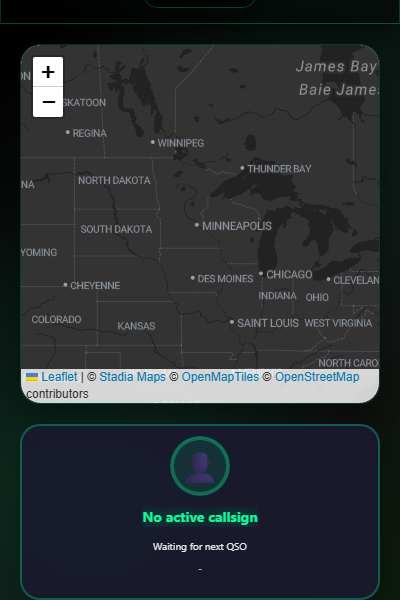 James Bay
Baie James
+
−
SKATOON
REGINA
WINNIPEG
THUNDER BAY
NORTH DAKOTA
SOUTH DAKOTA
MINNEAPOLIS
YOMING
DES MOINES
CHICAGO
CLEVELAN
CHEYENNE
INDIANA
OHIO
COLORADO
KANSAS
SAINT LOUIS
WEST VIRGINIA
NORTH CARO
Leaflet | © Stadia Maps © OpenMapTiles © OpenStreetMap
contributors
No active callsign
Waiting for next QSO
-